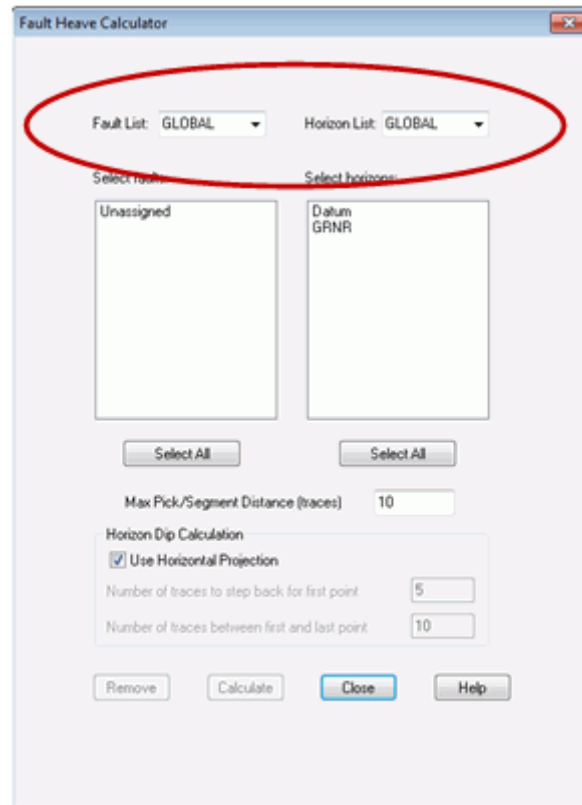 Fault Heave Calculator
Fault List: GLOBAL Horizon List: GLOBAL
Select faults: Select horizons:
Unassigned Datum
GRNR
Select All Select All
Max Pick/Segment Distance (traces) 10
Horizon Dip Calculation
Use Horizontal Projection
Number of traces to step back for first point 5
Number of traces between first and last point 10
Remove Calculate Close Help